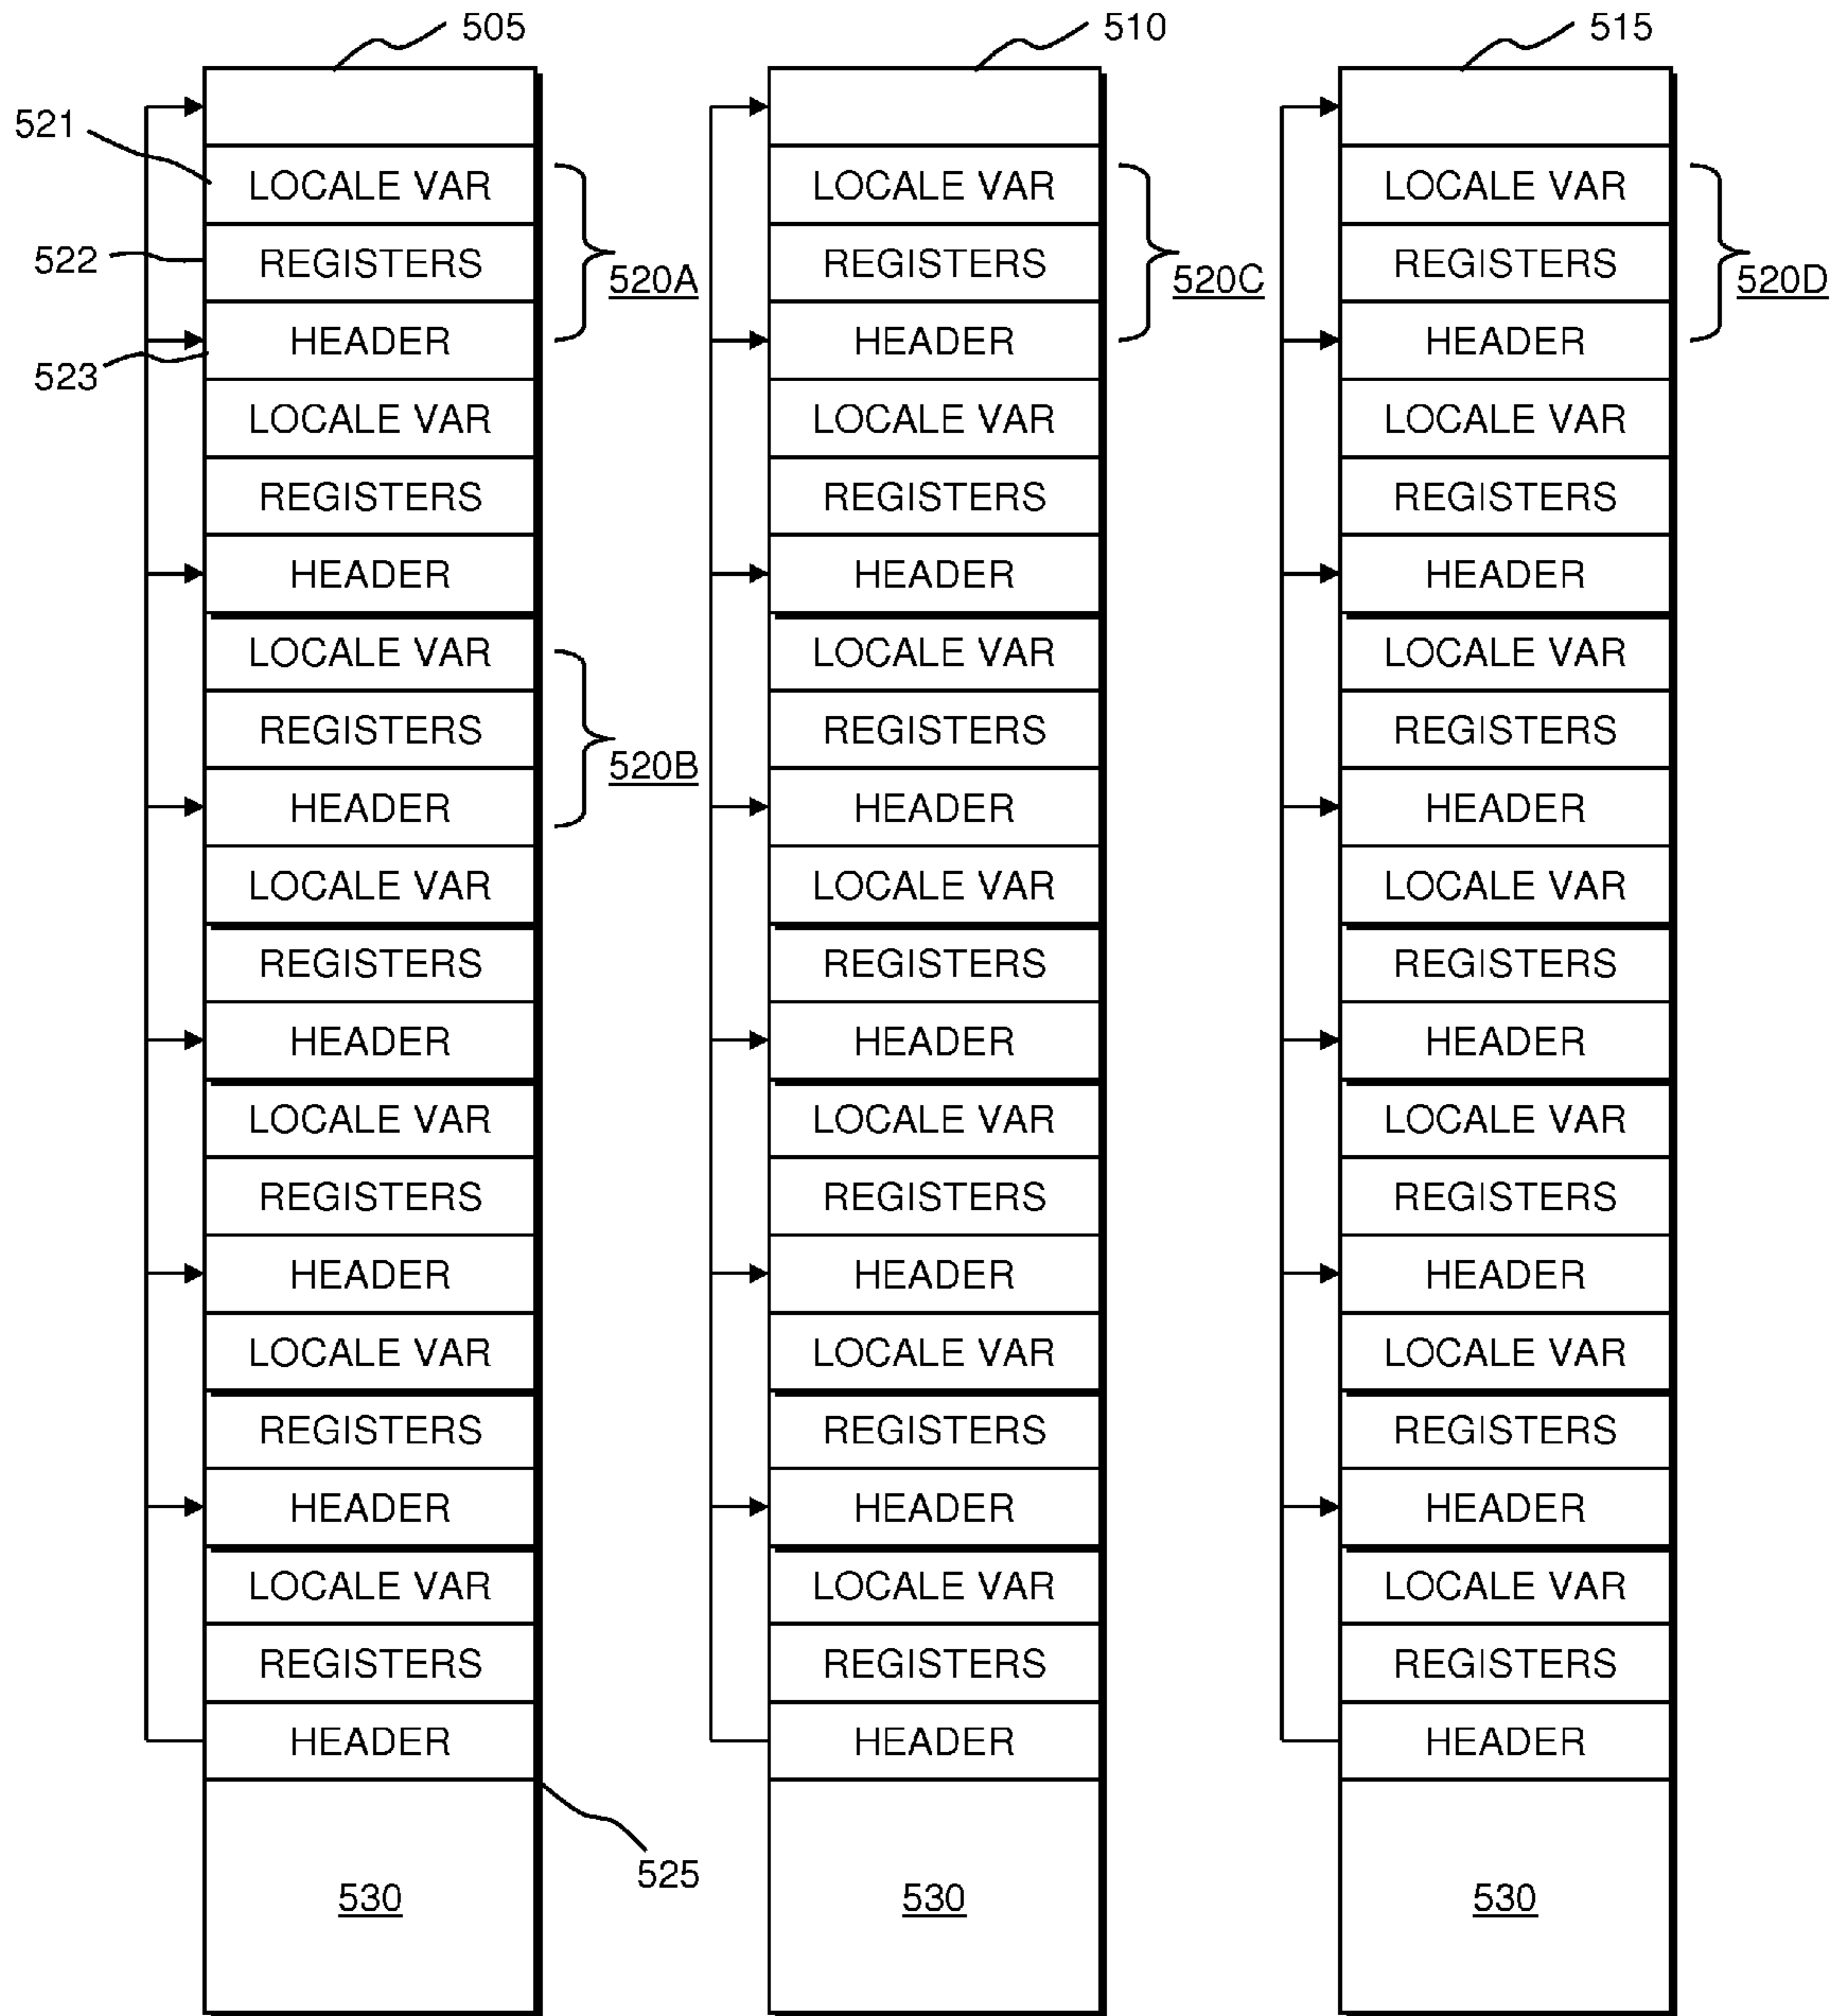 505 510 515
521
LOCALE VAR LOCALE VAR LOCALE VAR
522 REGISTERS 520A REGISTERS 520C REGISTERS 520D
523 HEADER HEADER HEADER
LOCALE VAR LOCALE VAR LOCALE VAR
REGISTERS REGISTERS REGISTERS
HEADER HEADER HEADER
LOCALE VAR LOCALE VAR LOCALE VAR
REGISTERS 520B REGISTERS REGISTERS
HEADER HEADER HEADER
LOCALE VAR LOCALE VAR LOCALE VAR
REGISTERS REGISTERS REGISTERS
HEADER HEADER HEADER
LOCALE VAR LOCALE VAR LOCALE VAR
REGISTERS REGISTERS REGISTERS
HEADER HEADER HEADER
LOCALE VAR LOCALE VAR LOCALE VAR
REGISTERS REGISTERS REGISTERS
HEADER HEADER HEADER
LOCALE VAR LOCALE VAR LOCALE VAR
REGISTERS REGISTERS REGISTERS
HEADER HEADER HEADER
525
530 530 530